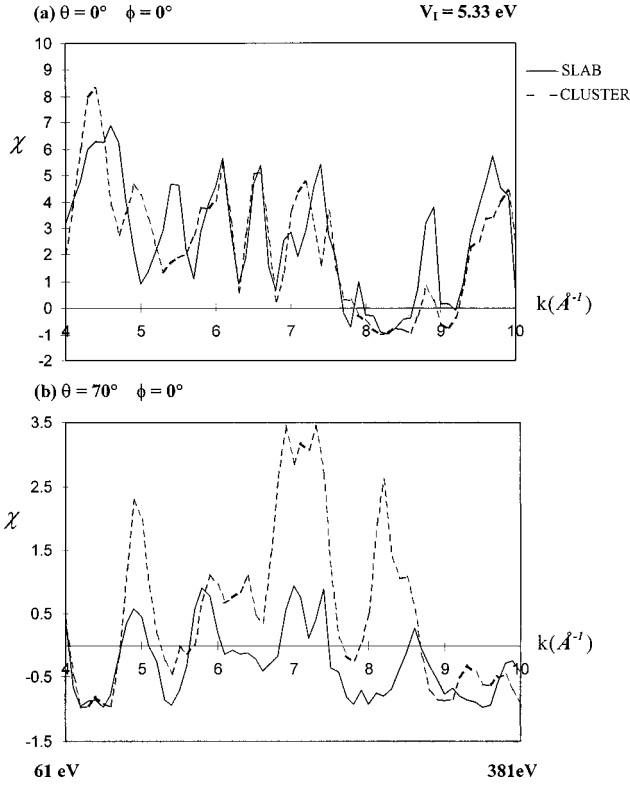 (a) θ = 0° ϕ = 0° V_I = 5.33 eV
10
9
8
7
6
5
4
3
2
1
0
-1
-2
χ
SLAB
CLUSTER
4 5 6 7 8 9 10
k(Å⁻¹)
(b) θ = 70° ϕ = 0°
3.5
2.5
1.5
0.5
-0.5
-1.5
χ
4 5 6 7 8 9 10
k(Å⁻¹)
61 eV 381eV